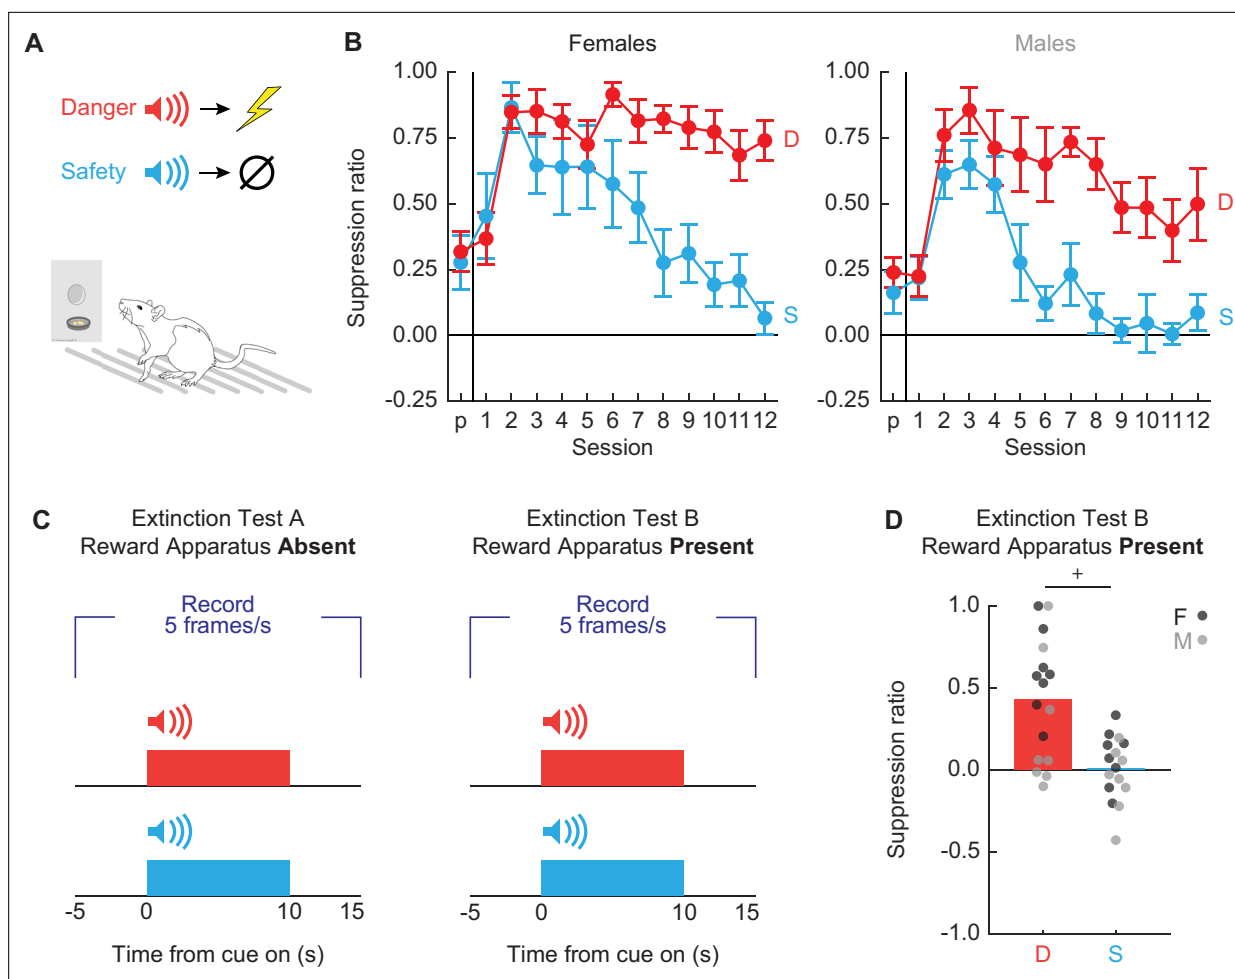 A
Danger
Safety
B
Females
Males
Suppression ratio
1.00
0.75
0.50
0.25
0.00
-0.25
p 1 2 3 4 5 6 7 8 9 10 11 12
Session
D
S
1.00
0.75
0.50
0.25
0.00
-0.25
p 1 2 3 4 5 6 7 8 9 10 11 12
Session
D
S
C
Extinction Test A
Reward Apparatus Absent
Record
5 frames/s
-5 0 10 15
Time from cue on (s)
Extinction Test B
Reward Apparatus Present
Record
5 frames/s
-5 0 10 15
Time from cue on (s)
D
Extinction Test B
Reward Apparatus Present
+
F
M
Suppression ratio
1.0
0.5
0.0
-0.5
-1.0
D S